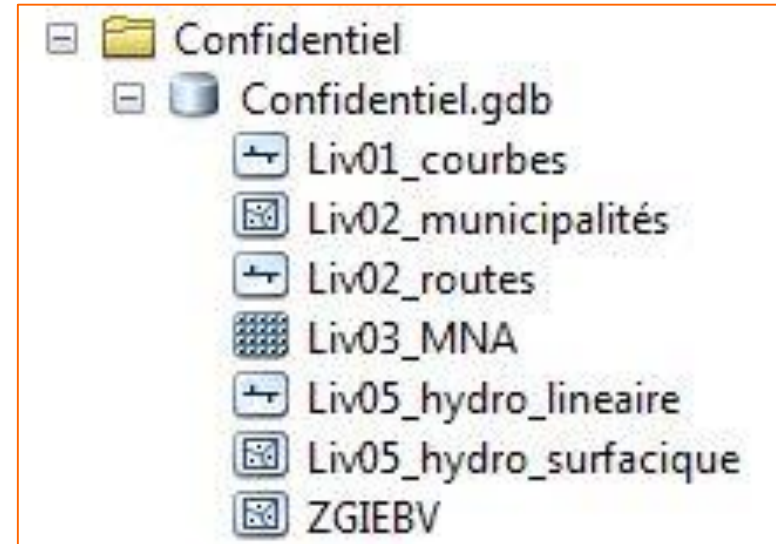 Confidentiel
Confidentiel.gdb
Liv01_courbes
Liv02_municipalités
Liv02_routes
Liv03_MNA
Liv05_hydro_lineaire
Liv05_hydro_surfacique
ZGIEBV